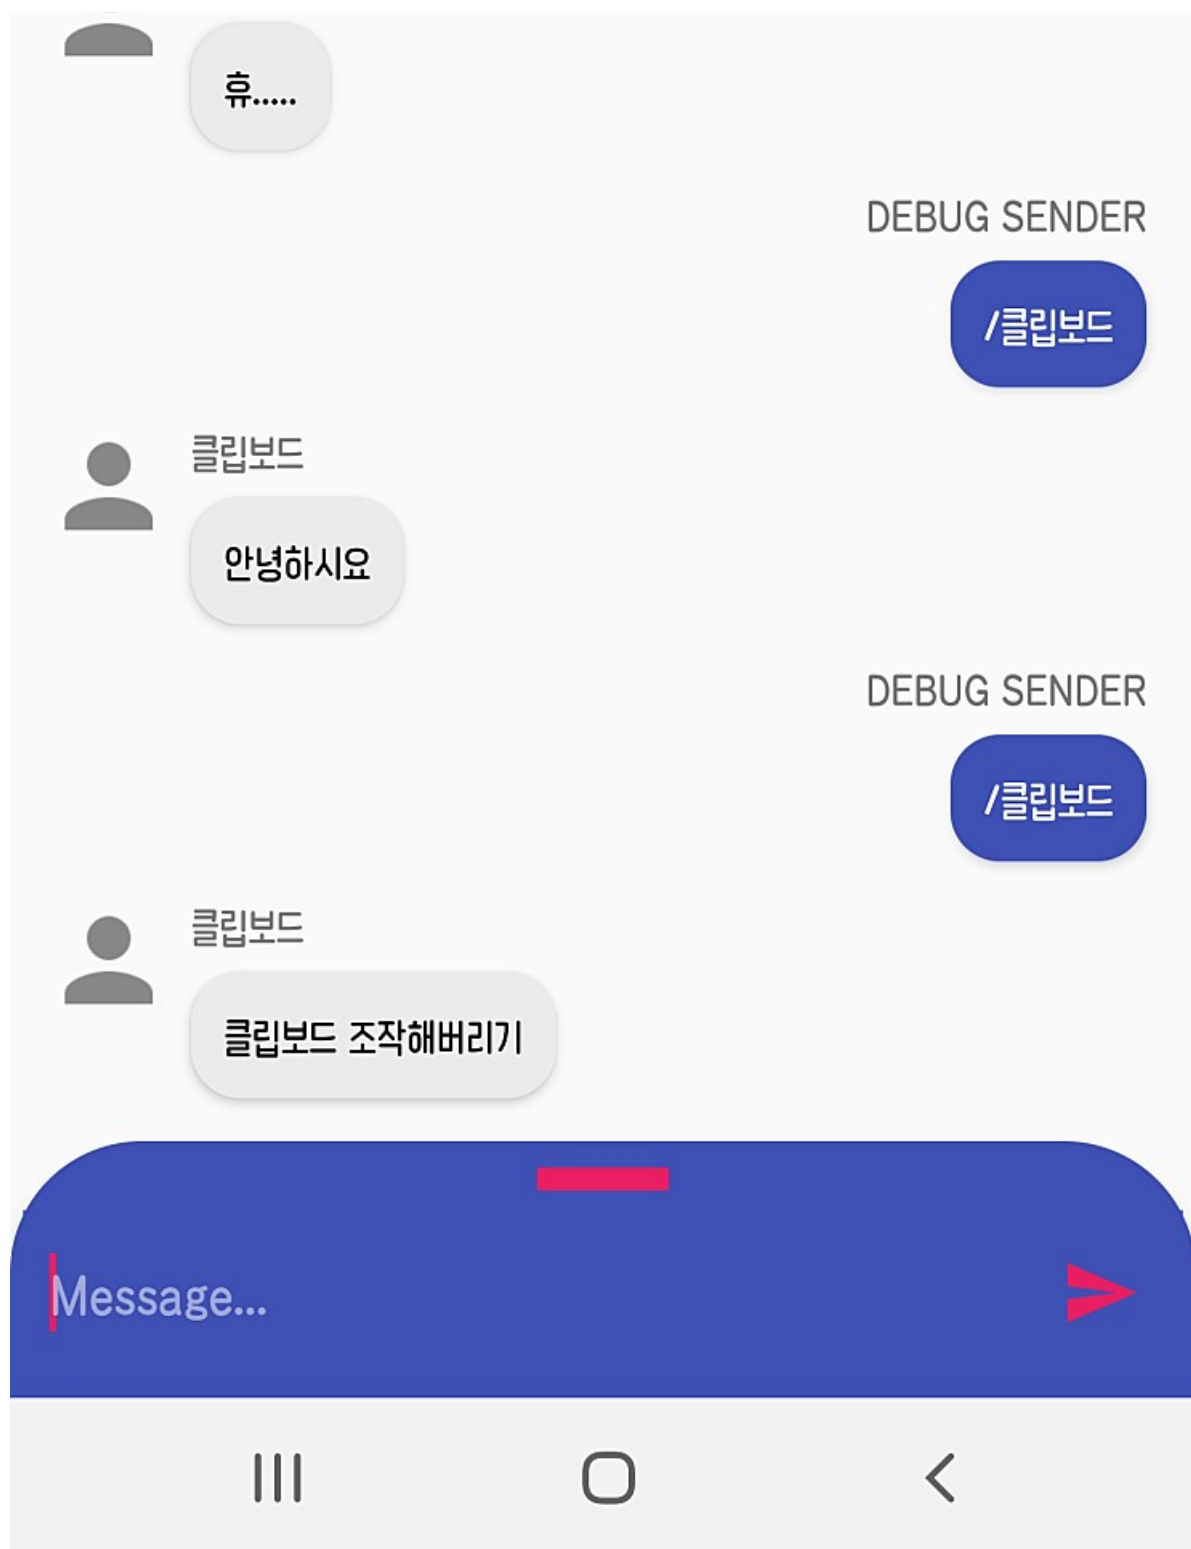 휴.....
DEBUG SENDER
/클립보드
클립보드
안녕하시요
DEBUG SENDER
/클립보드
클립보드
클립보드 조작해버리기
Message...